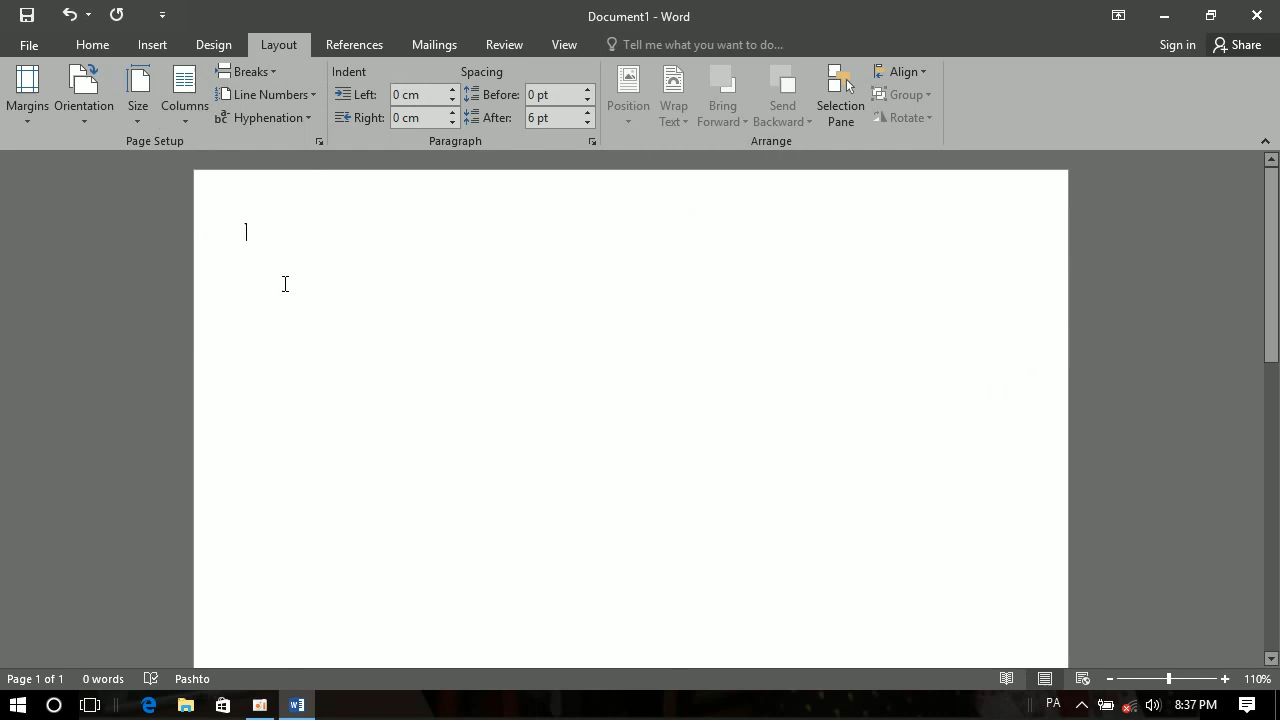 Document1 - Word
File Home Insert Design Layout References Mailings Review View Tell me what you want to do... Sign in Share
Margins Orientation Size Columns Breaks Line Numbers Hyphenation
Page Setup
Indent Spacing
Left: 0 cm Before: 0 pt
Right: 0 cm After: 6 pt
Paragraph
Position Wrap Text Bring Forward Send Backward Selection Pane Align Group Rotate
Arrange
Page 1 of 1 0 words Pashto 110%
PA 8:37 PM